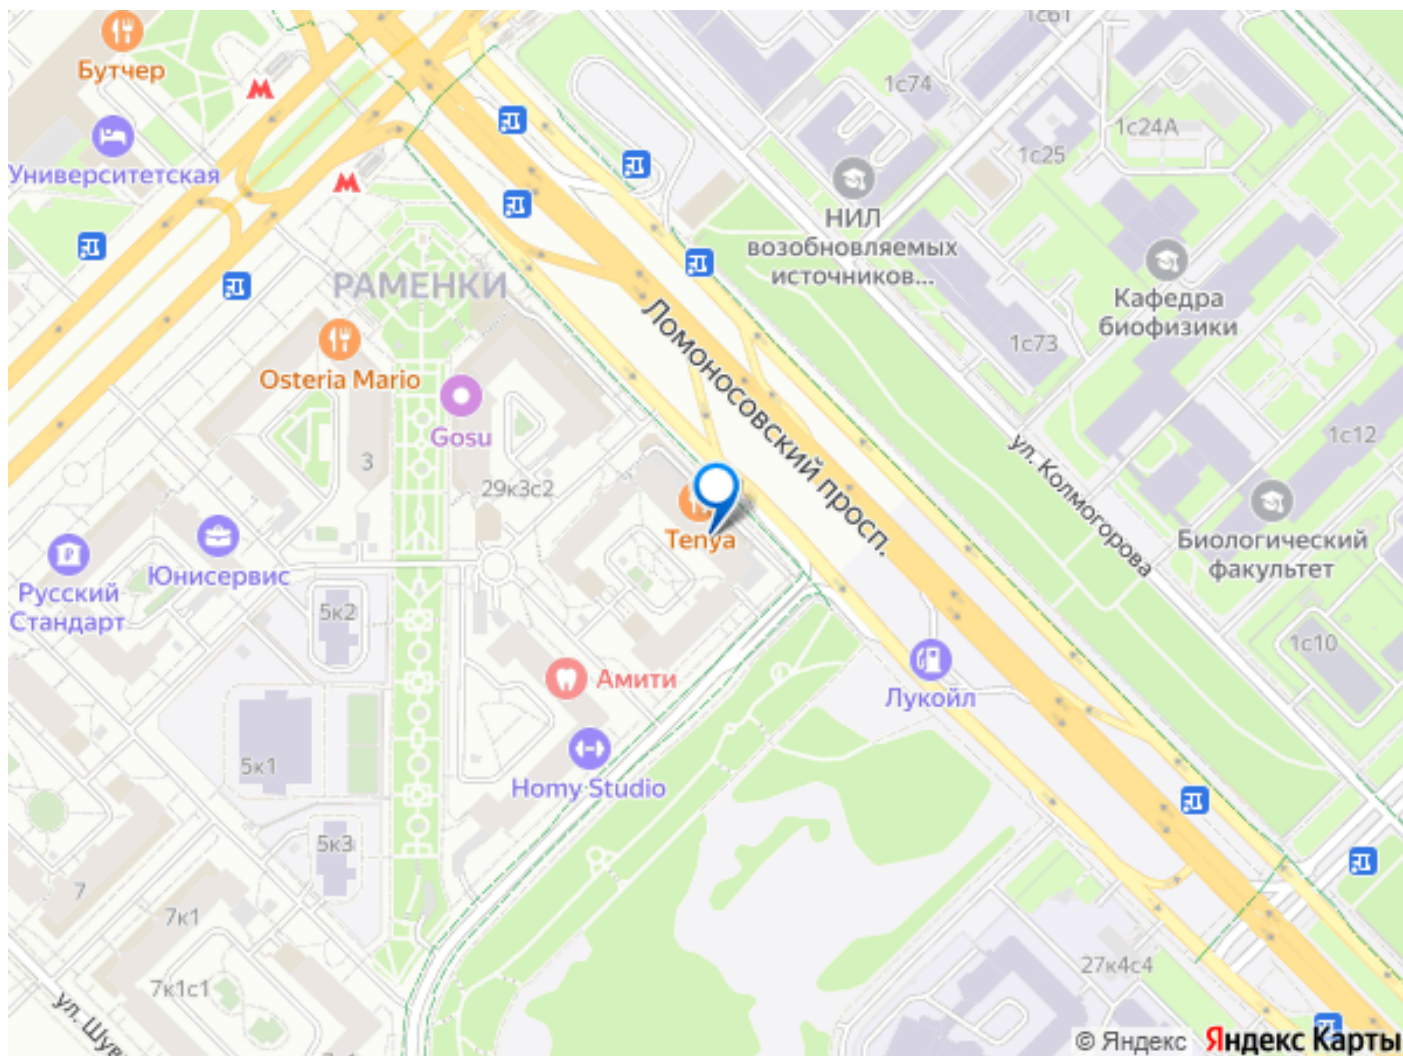 1с61
Бутчер
1с74
1с24А
1с25
Университетская
НИЛ
возобновляемых
источников...
РАМЕНКИ
Кафедра
биофизики
Ломоносовский просп.
1с73
Osteria Mario
Gosu
1с12
ул. Колмогорова
3
29к3с2
Tenya
Биологический
факультет
Юнисервис
Русский
Стандарт
5к2
1с10
Амити
Лукойл
5к1
Homy Studio
5к3
7
7к1
27к4с4
7к1с1
ул. Шув
© Яндекс Яндекс Карты